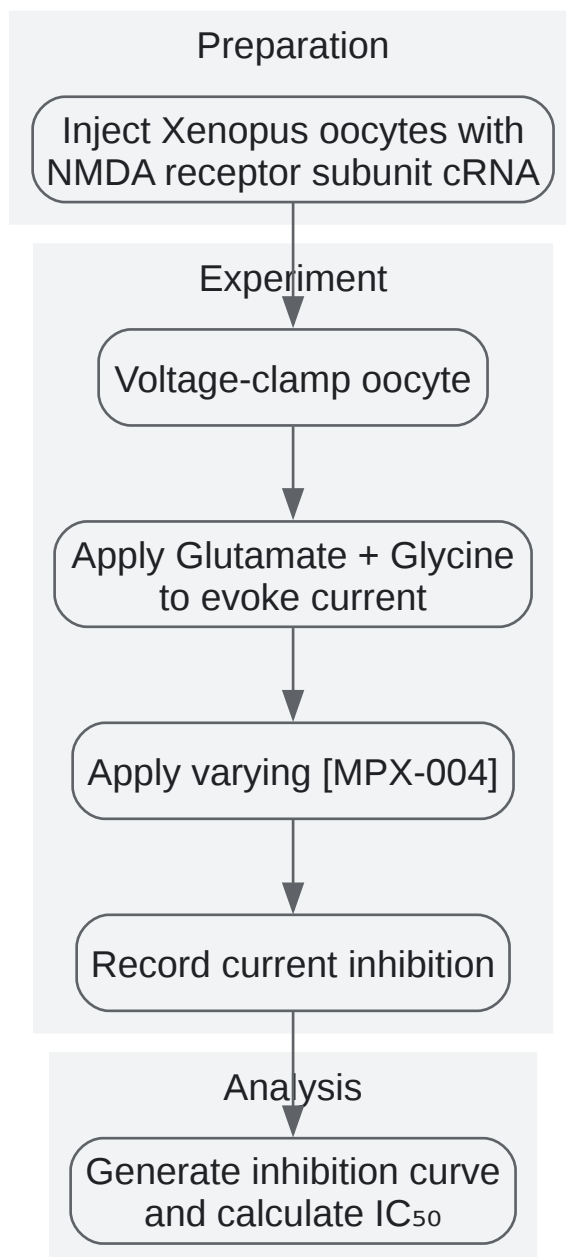 Preparation
Inject Xenopus oocytes with
NMDA receptor subunit cRNA
Experiment
Voltage-clamp oocyte
Apply Glutamate + Glycine
to evoke current
Apply varying [MPX-004]
Record current inhibition
Analysis
Generate inhibition curve
and calculate IC₅₀